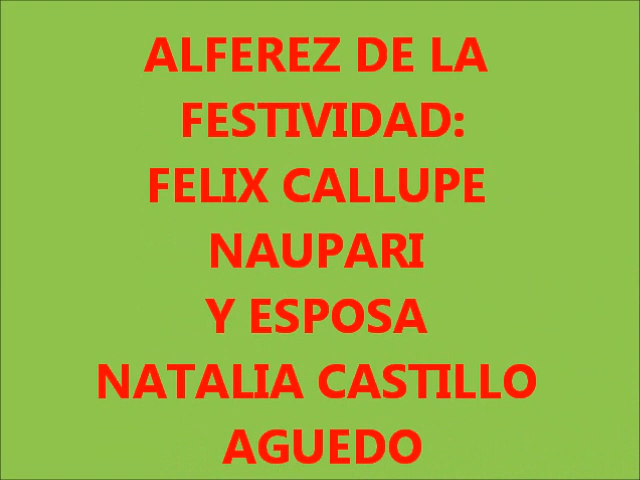 ALFEREZ DE LA
FESTIVIDAD:
FELIX CALLUPE
NAUPARI
Y ESPOSA
NATALIA CASTILLO
AGUEDO